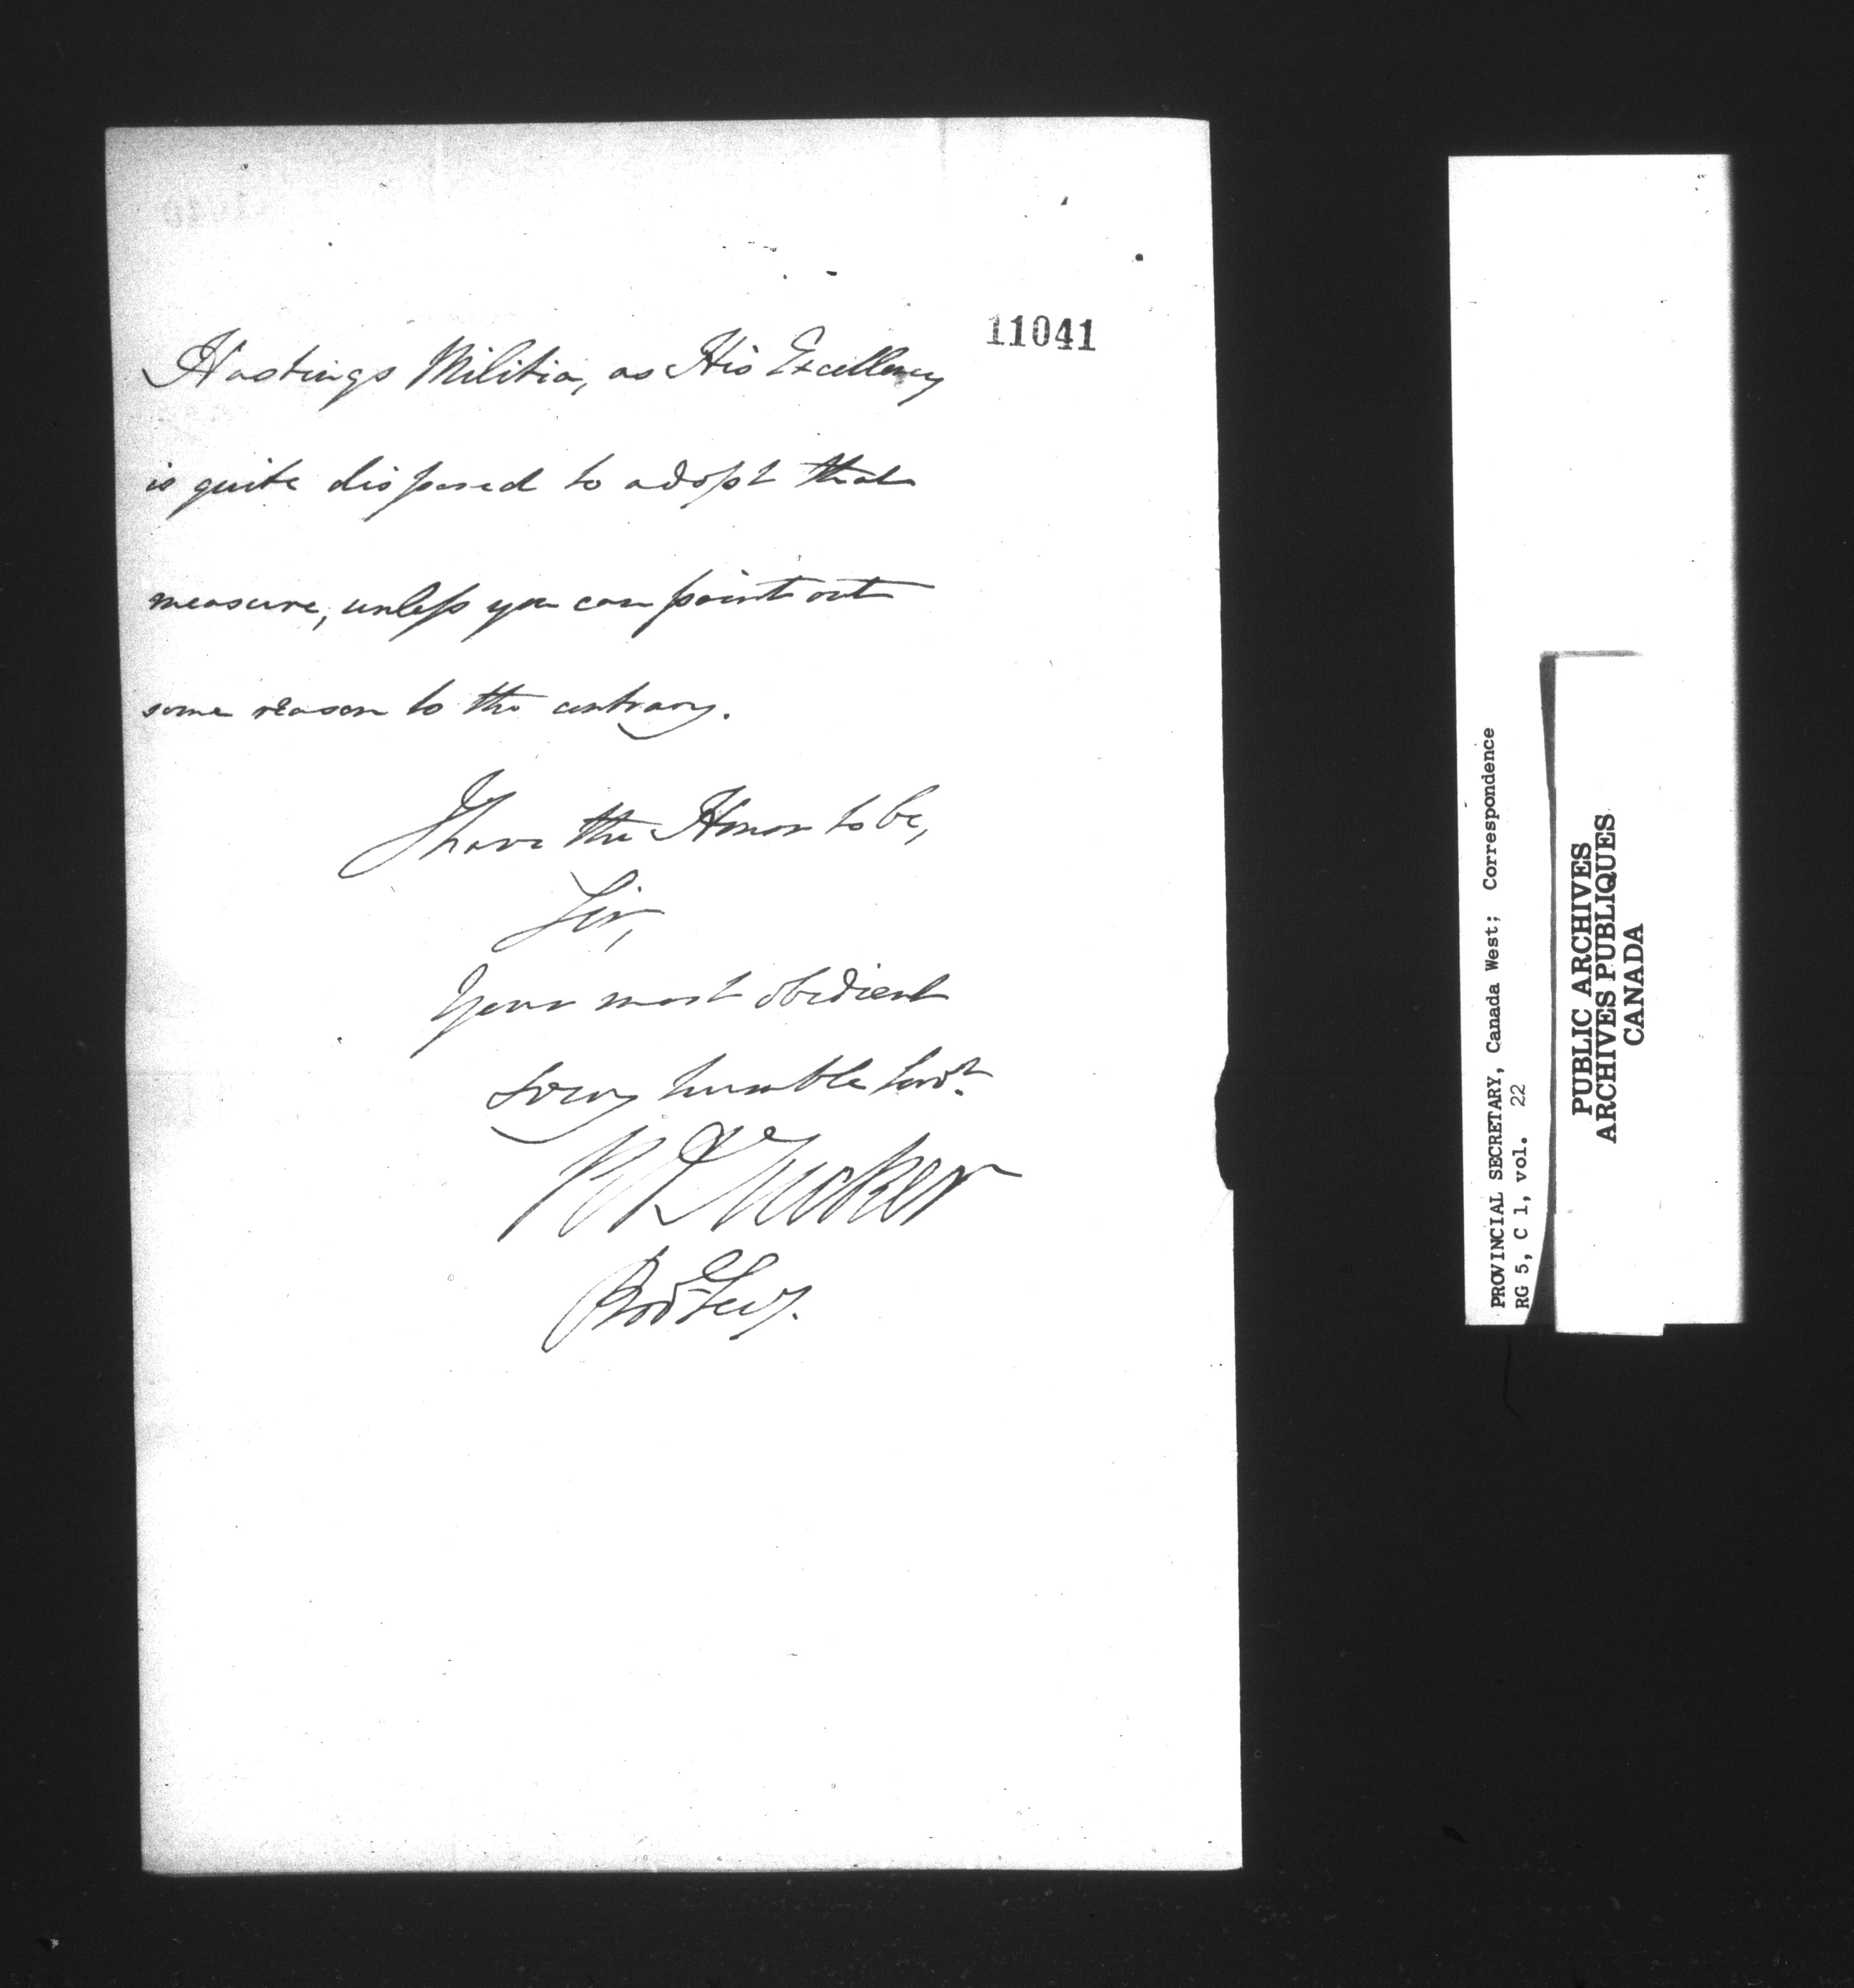 11041
Hastings Militia, as His Excellency
is quite disposed to adopt that
measure, unless you can point out
some reason to the contrary.
I have the Honor to be,
Sir,
Your most obedient
very humble Servt.
R A Tucker
Prov Secy.
PROVINCIAL SECRETARY, Canada West; Correspondence
RG 5, C 1, vol. 22
PUBLIC ARCHIVES
ARCHIVES PUBLIQUES
CANADA